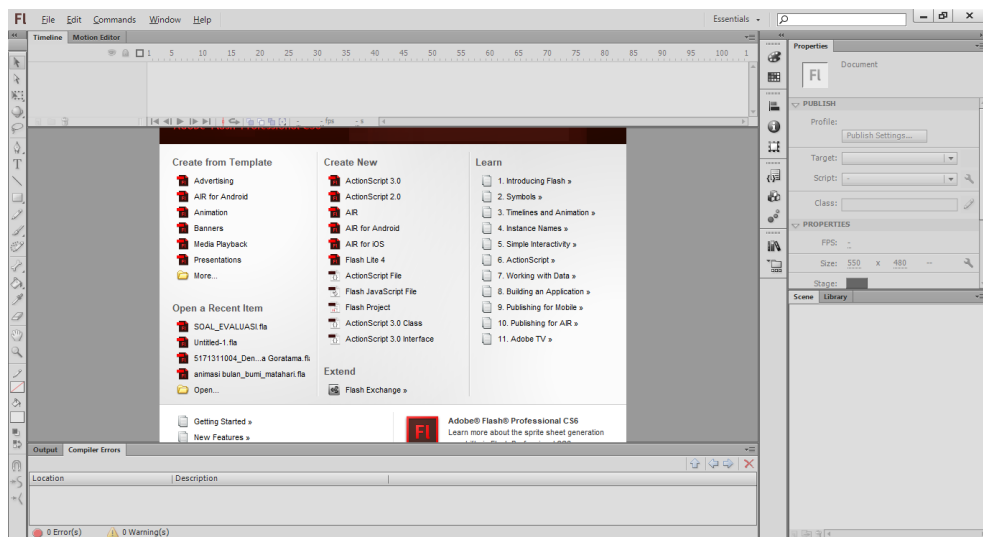 Fl File Edit Commands Window Help Essentials
Timeline Motion Editor
1 5 10 15 20 25 30 35 40 45 50 55 60 65 70 75 80 85 90 95 100 1
- fps - s
Adobe Flash Professional CS6
Create from Template
Advertising
AIR for Android
Animation
Banners
Media Playback
Presentations
More...
Open a Recent Item
SOAL_EVALUASI.fla
Untitled-1.fla
5171311004_Den...a Goratama.fl
animasi bulan_bumi_matahari.fla
Open...
Create New
ActionScript 3.0
ActionScript 2.0
AIR
AIR for Android
AIR for iOS
Flash Lite 4
ActionScript File
Flash JavaScript File
Flash Project
ActionScript 3.0 Class
ActionScript 3.0 Interface
Extend
Flash Exchange »
Learn
1. Introducing Flash »
2. Symbols »
3. Timelines and Animation »
4. Instance Names »
5. Simple Interactivity »
6. ActionScript »
7. Working with Data »
8. Building an Application »
9. Publishing for Mobile »
10. Publishing for AIR »
11. Adobe TV »
Getting Started »
New Features »
Fl
Adobe® Flash® Professional CS6
Learn more about the sprite sheet generation
Output Compiler Errors
Location Description
0 Error(s) 0 Warning(s)
Properties
Fl Document
PUBLISH
Profile:
Publish Settings...
Target:
Script: -
Class:
PROPERTIES
FPS: -
Size: 550 x 480
Stage:
Scene Library